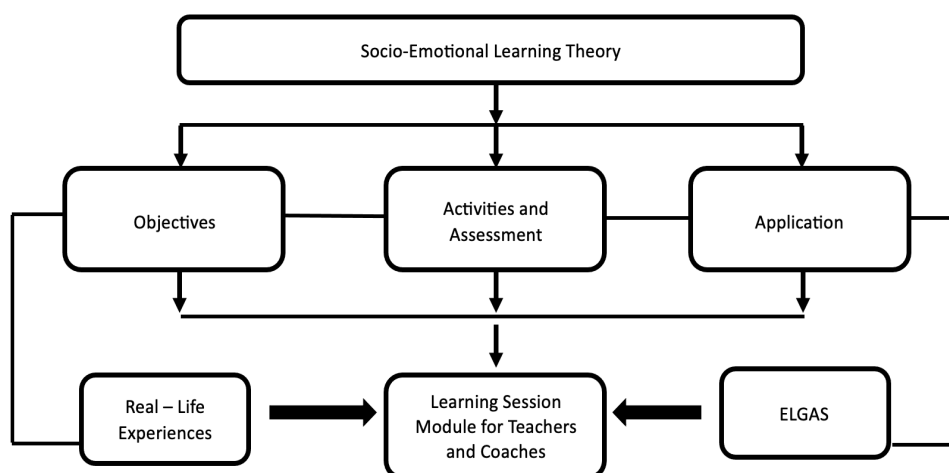 Socio-Emotional Learning Theory
Objectives
Activities and
Assessment
Application
Real – Life
Experiences
Learning Session
Module for Teachers
and Coaches
ELGAS